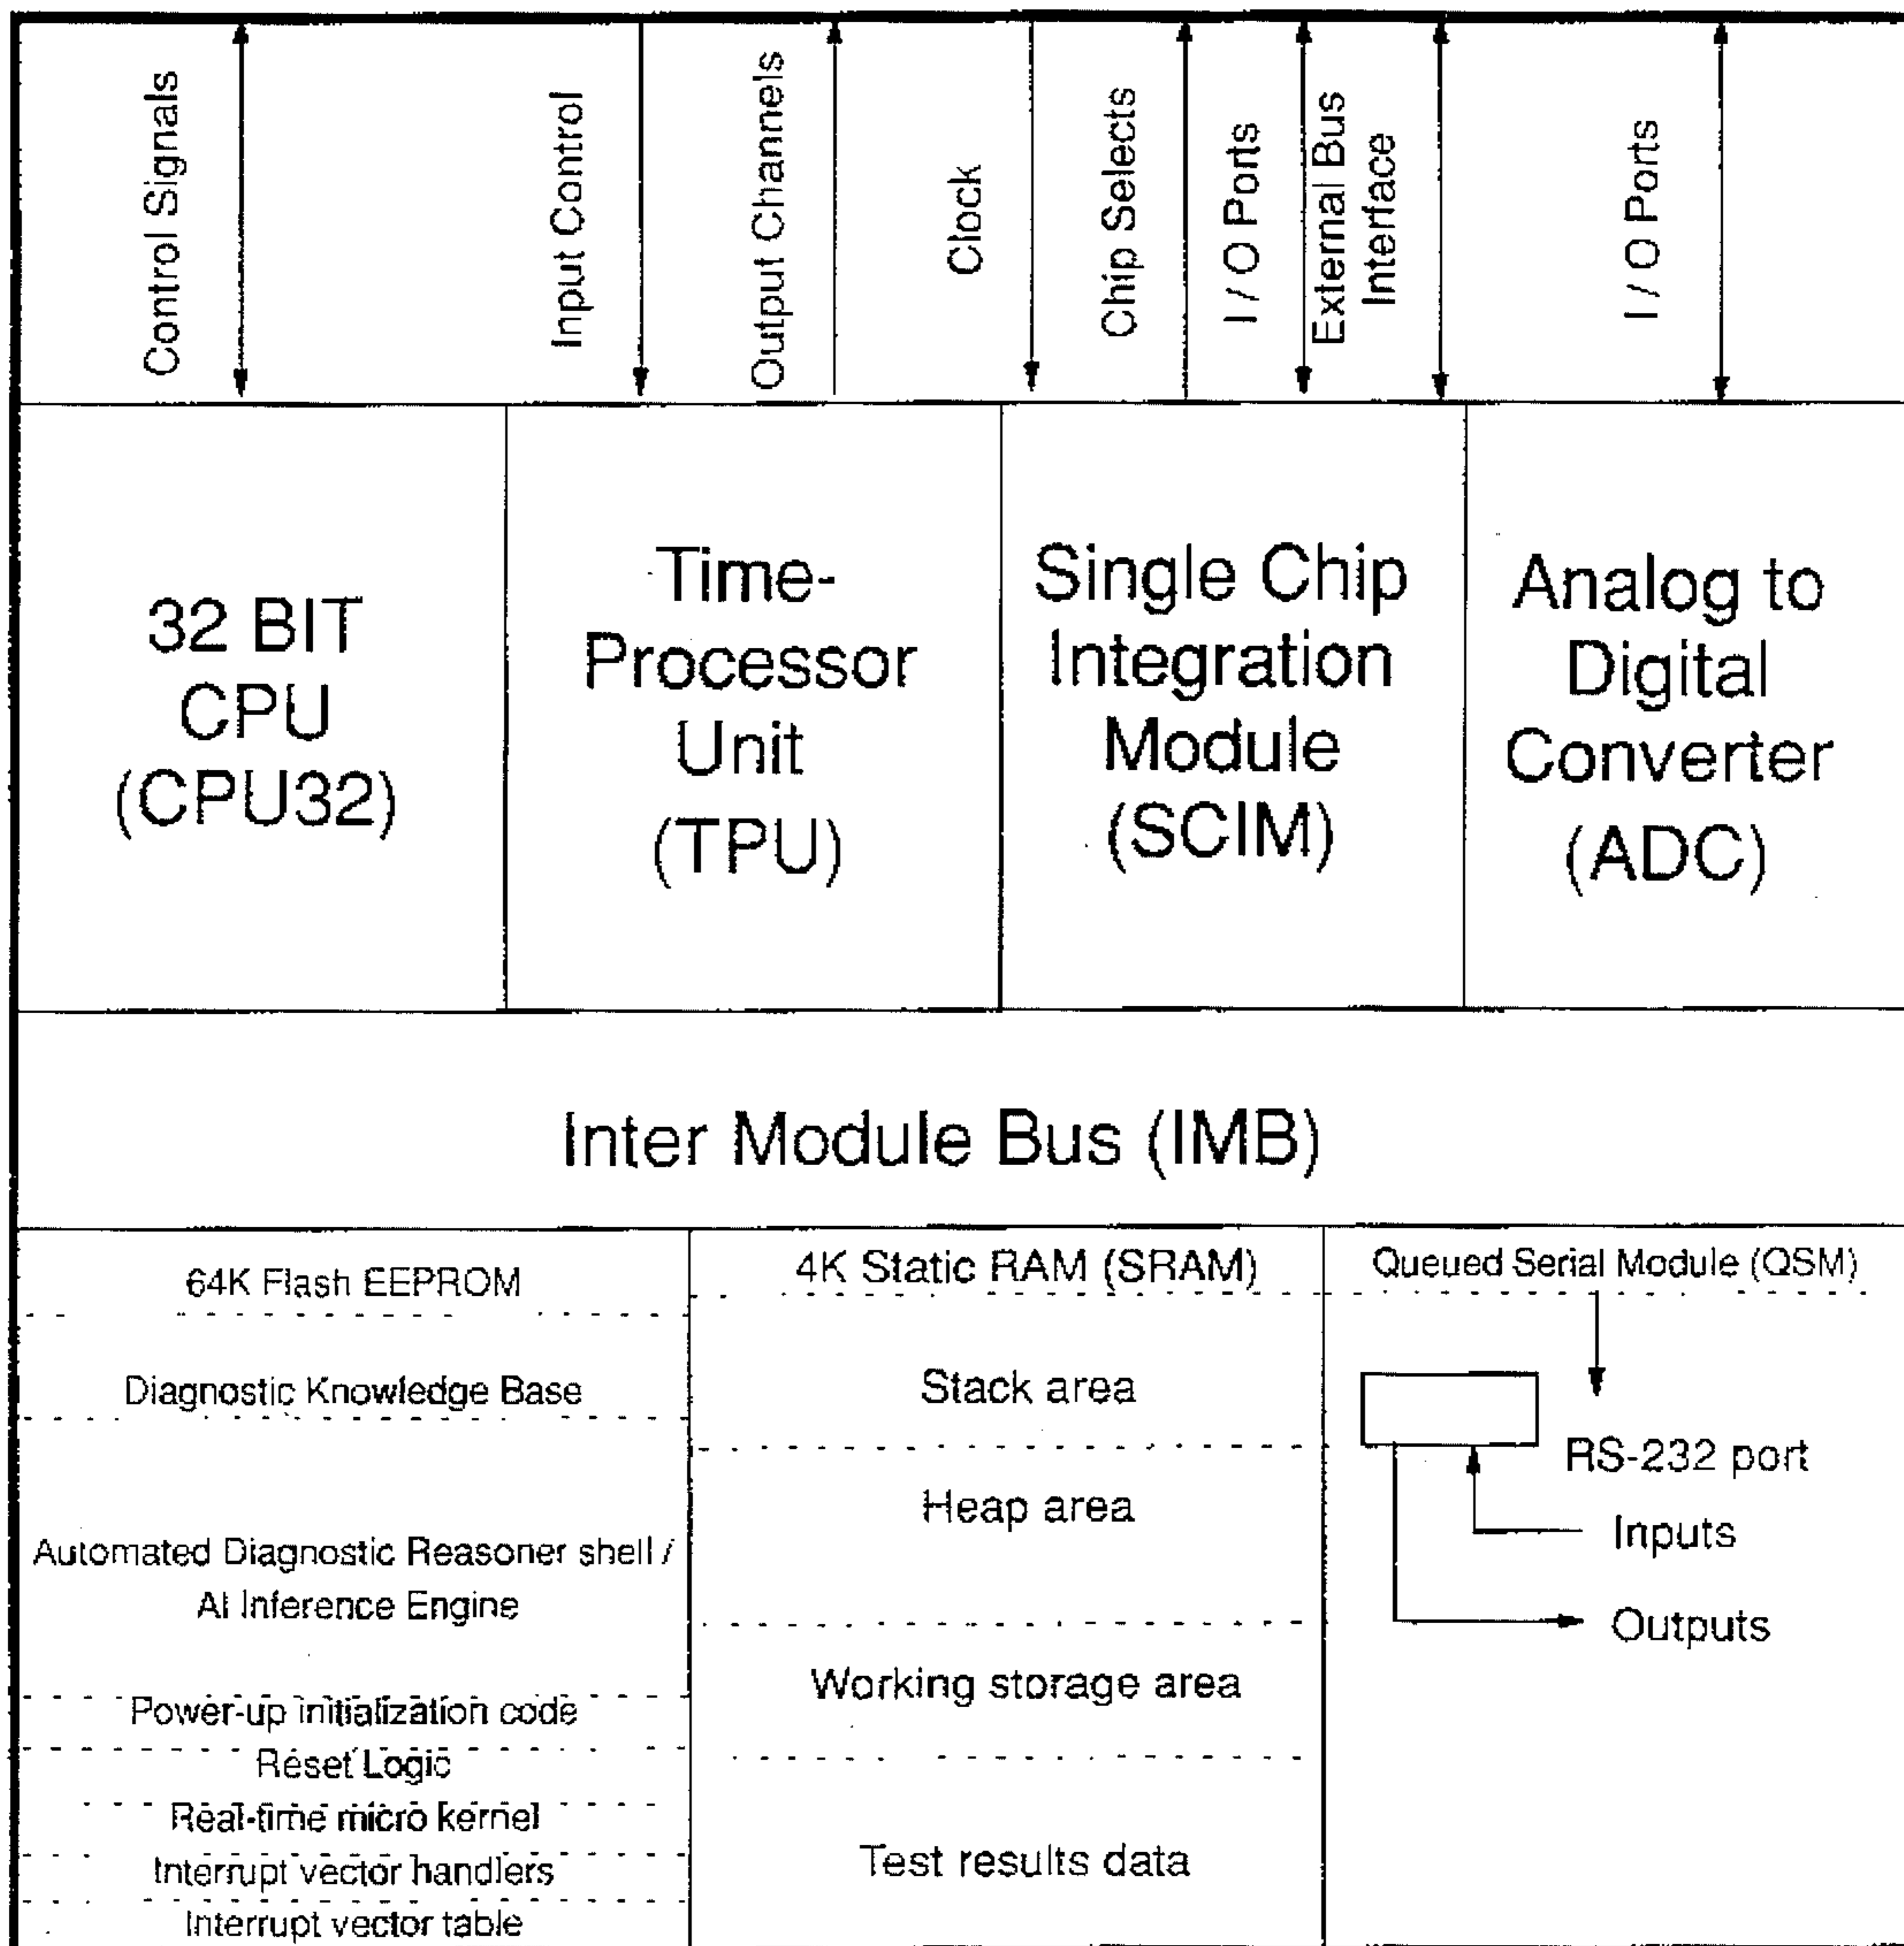 Control Signals
Input Control
Output Channels
Clock
Chip Selects
I / O Ports
External Bus
Interface
I / O Ports
32 BIT
CPU
(CPU32)
Time-
Processor
Unit
(TPU)
Single Chip
Integration
Module
(SCIM)
Analog to
Digital
Converter
(ADC)
Inter Module Bus (IMB)
64K Flash EEPROM
Diagnostic Knowledge Base
Automated Diagnostic Reasoner shell /
AI Inference Engine
Power-up initialization code
Reset Logic
Real-time micro kernel
Interrupt vector handlers
Interrupt vector table
4K Static RAM (SRAM)
Stack area
Heap area
Working storage area
Test results data
Queued Serial Module (QSM)
RS-232 port
Inputs
Outputs